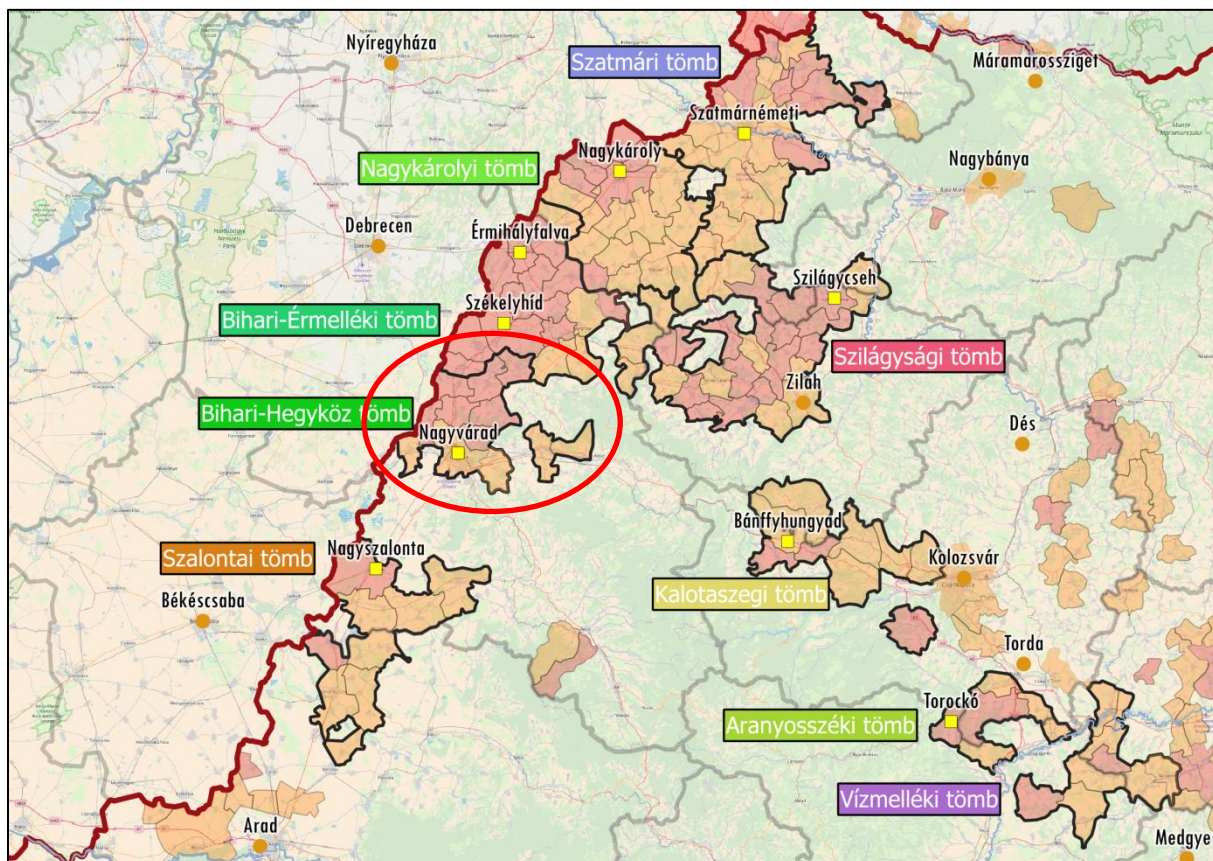 Nyíregyháza
Szatmári tömb
Máramarossziget
Szatmárnémeti
Nagykároly
Nagykárolyi tömb
Nagybánya
Debrecen
Érmihályfalva
Szilágycseh
Székelyhíd
Bihari-Érmelléki tömb
Szilágysági tömb
Zilah
Bihari-Hegyköz tömb
Nagyvárad
Dés
Bánffyhungyad
Nagyszalonta
Szalontai tömb
Kolozsvár
Kalotaszegi tömb
Békéscsaba
Torda
Torockó
Aranyosszéki tömb
Vízmelléki tömb
Arad
Medgye